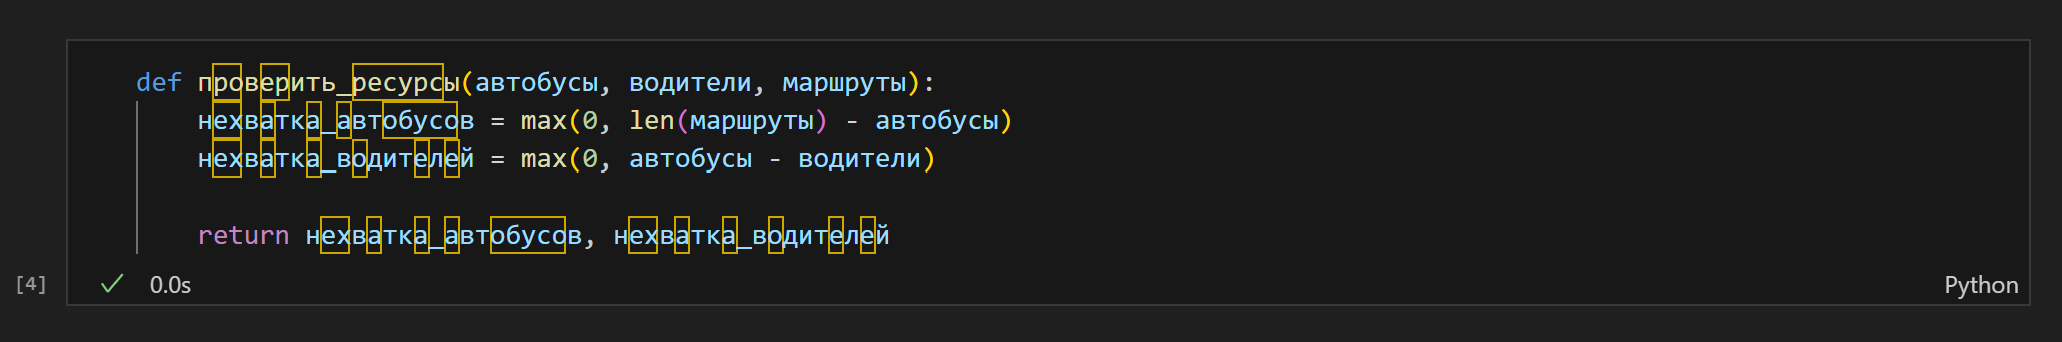 def проверить_ресурсы(автобусы, водители, маршруты):
    нехватка_автобусов = max(0, len(маршруты) - автобусы)
    нехватка_водителей = max(0, автобусы - водители)
    return нехватка_автобусов, нехватка_водителей
[4] 0.0s Python